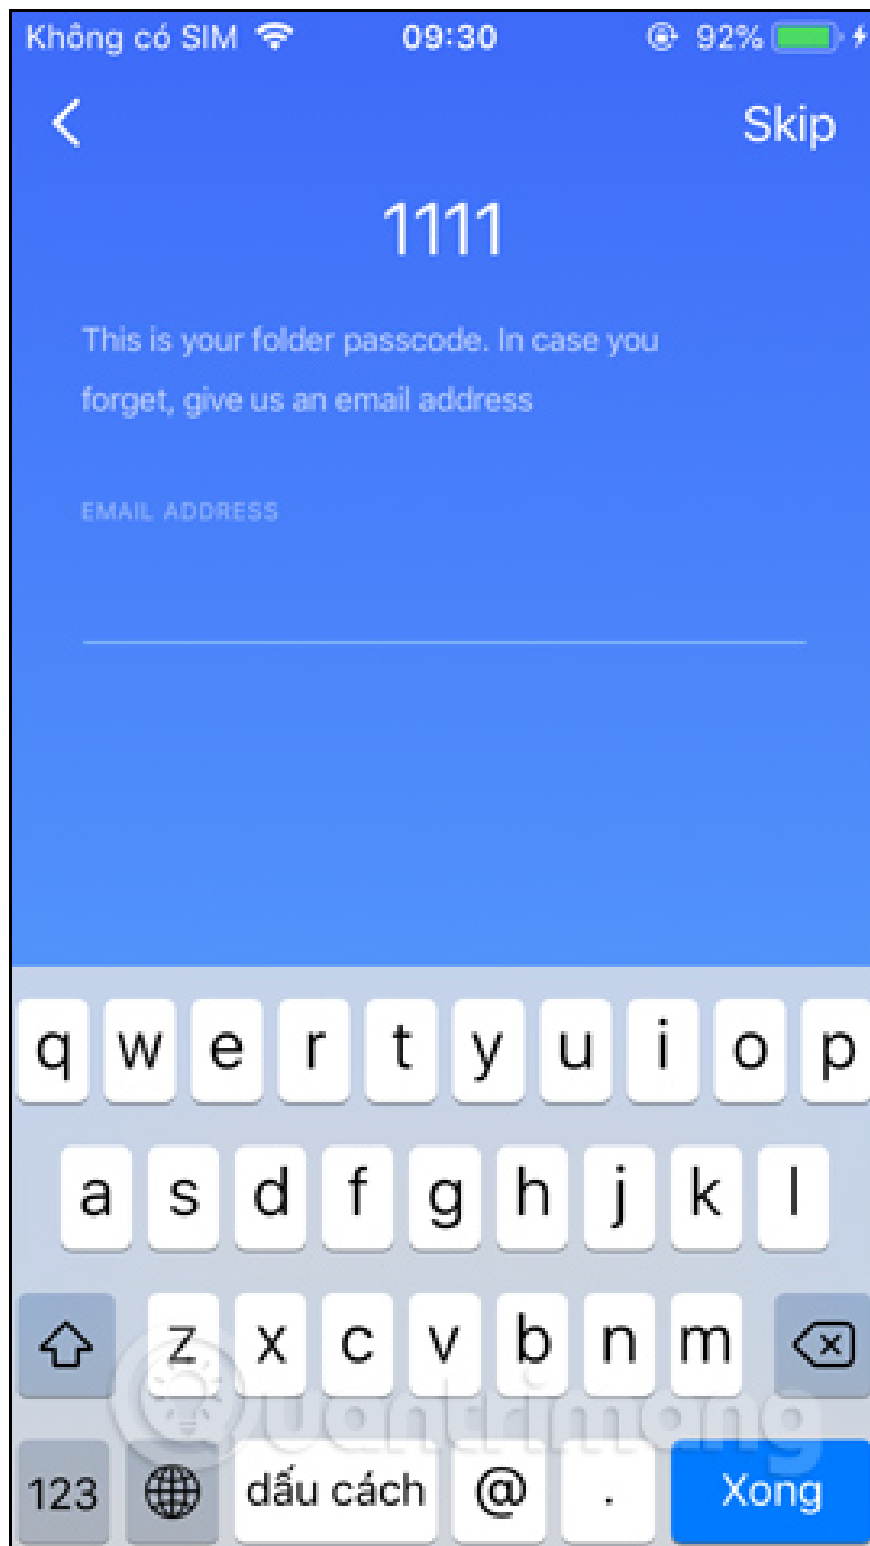 Không có SIM 09:30 92%
Skip
1111
This is your folder passcode. In case you
forget, give us an email address
EMAIL ADDRESS
q w e r t y u i o p
a s d f g h j k l
z x c v b n m
Quantrimang
123 dấu cách @ . Xong